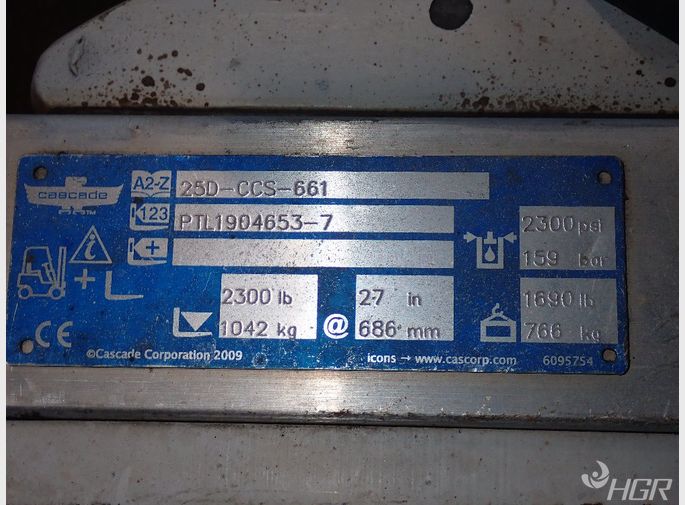 cascade TM
A2-Z 25D-CCS-661
123 PTL1904653-7
2300 psi
159 bar
2300 lb
1042 kg
@
27 in
686 mm
1690 lb
766 kg
CE
©Cascade Corporation 2009
icons → www.cascorp.com
6095754
HGR